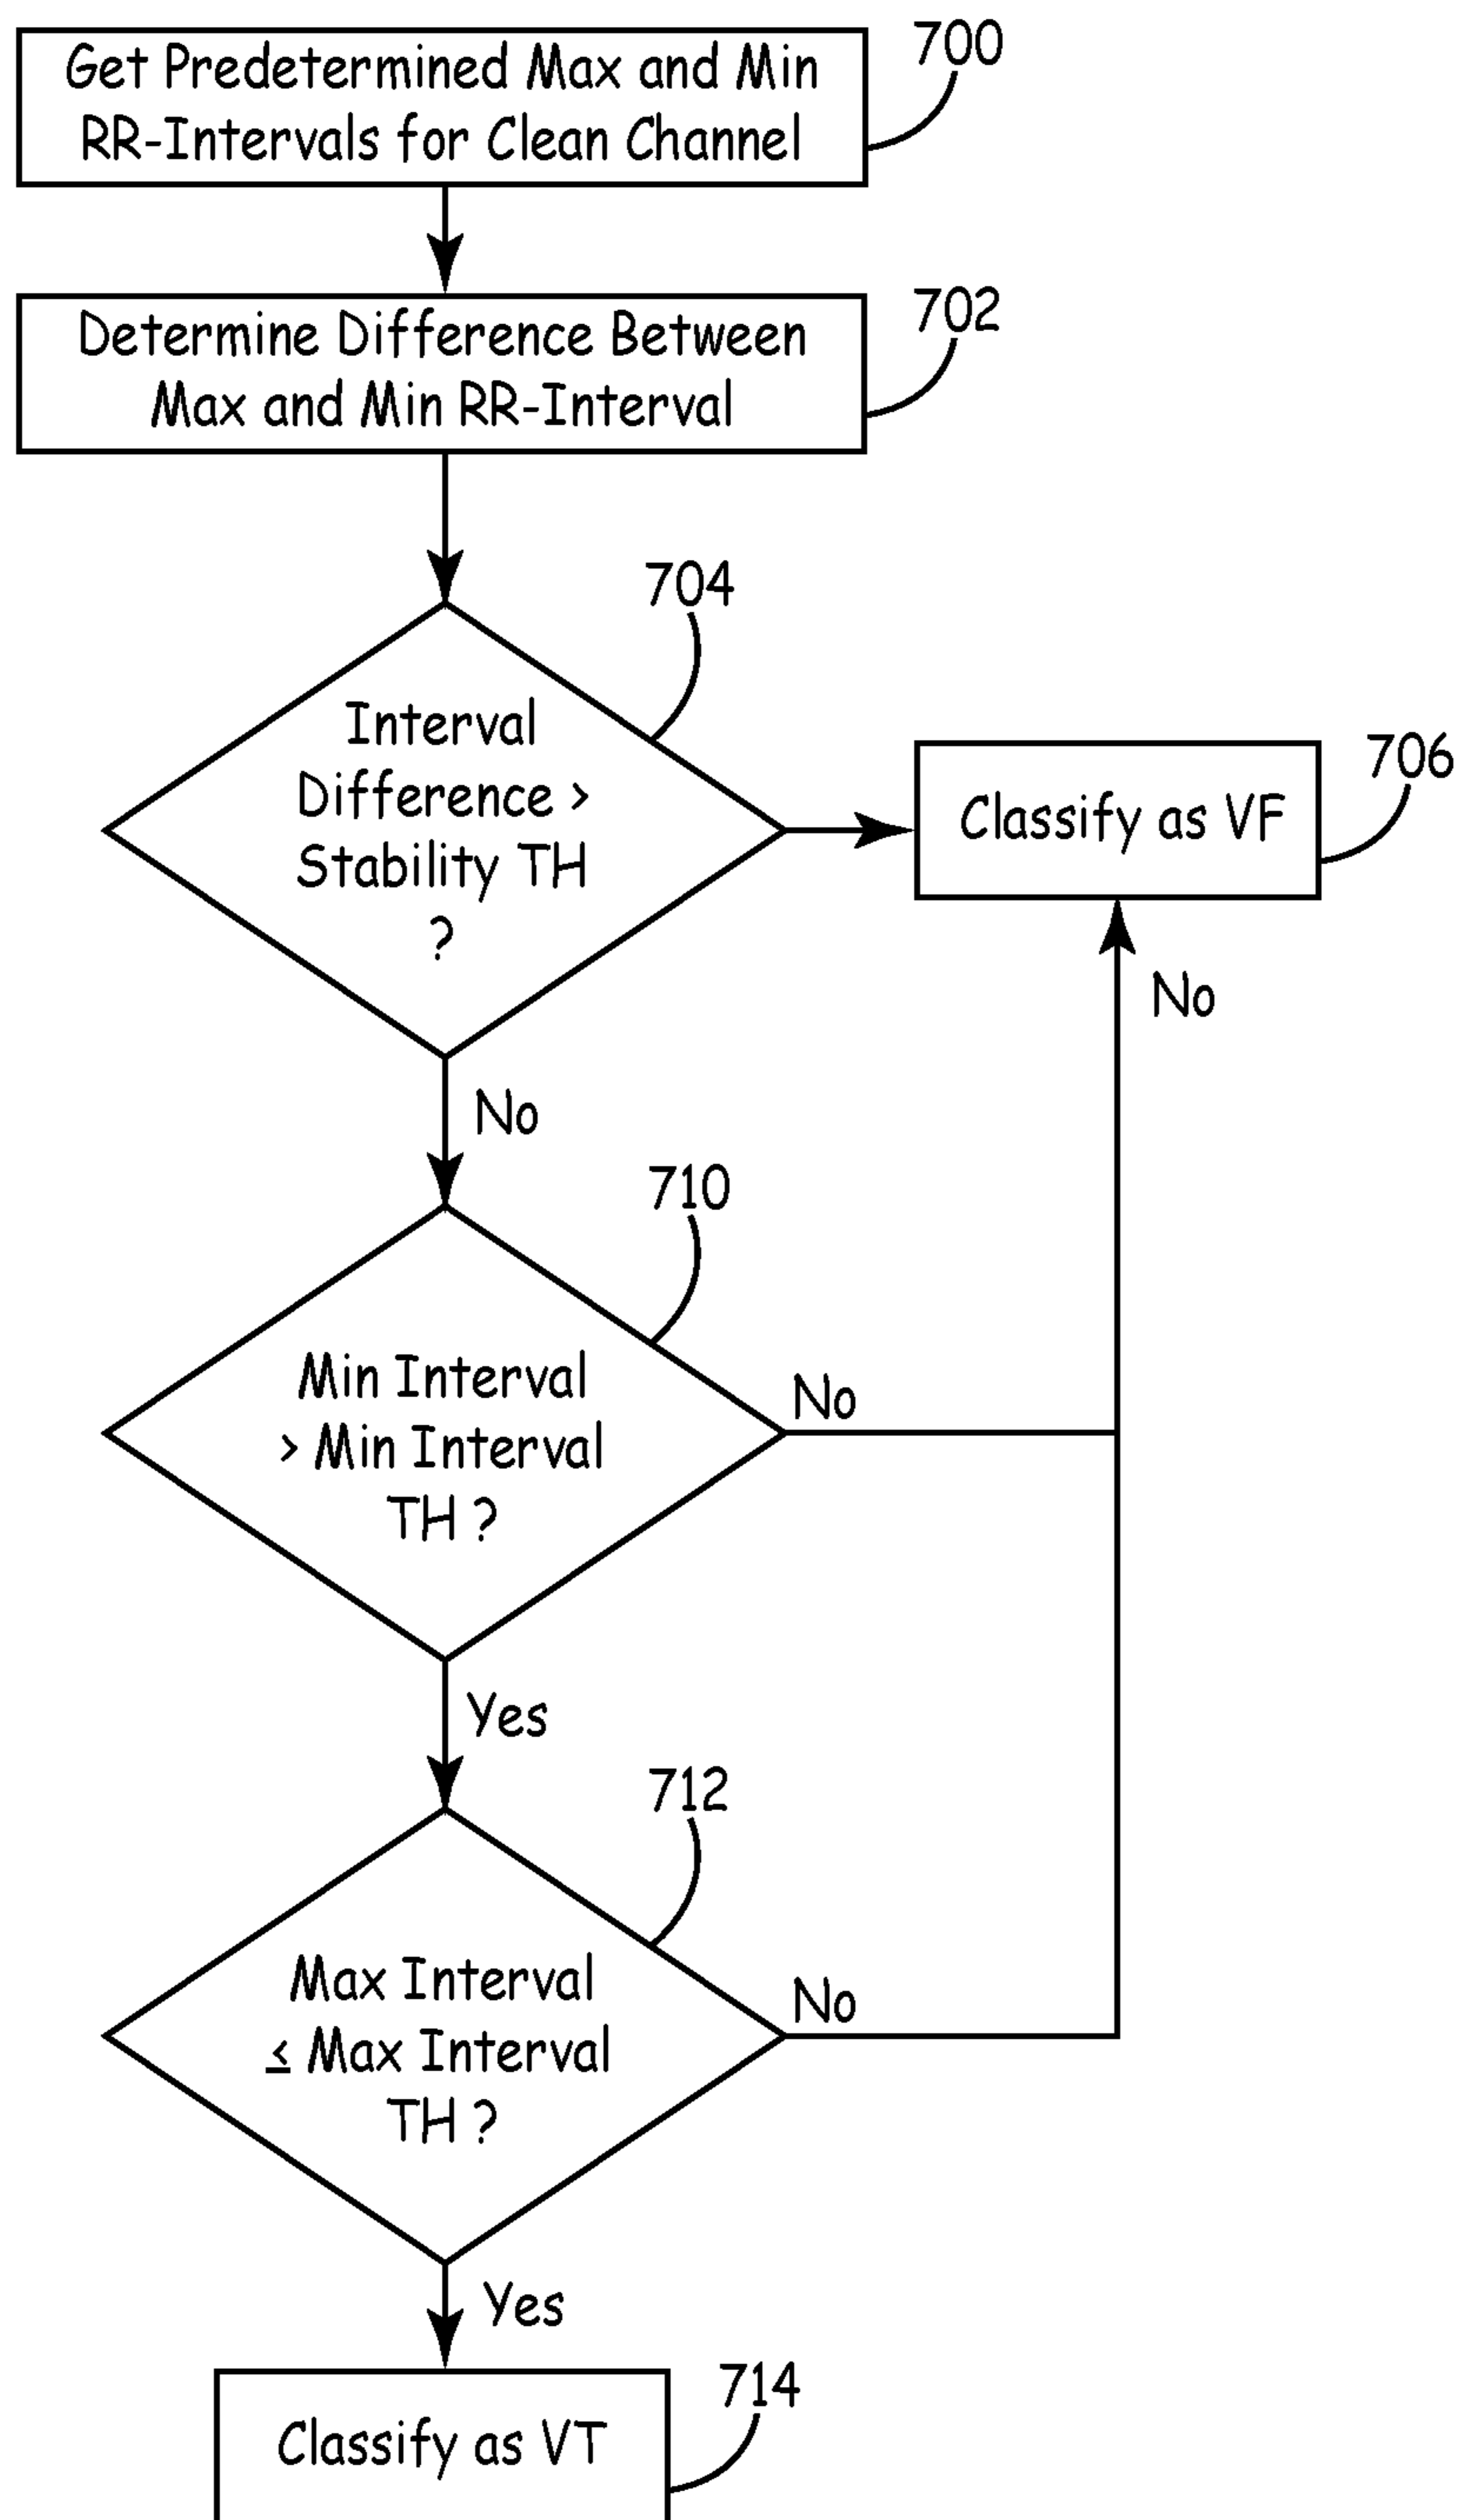 Get Predetermined Max and Min
RR-Intervals for Clean Channel
700
Determine Difference Between
Max and Min RR-Interval
702
704
Interval
Difference >
Stability TH
?
Classify as VF
706
No
No
710
Min Interval
> Min Interval
TH ?
No
Yes
712
Max Interval
≤ Max Interval
TH ?
No
Yes
714
Classify as VT